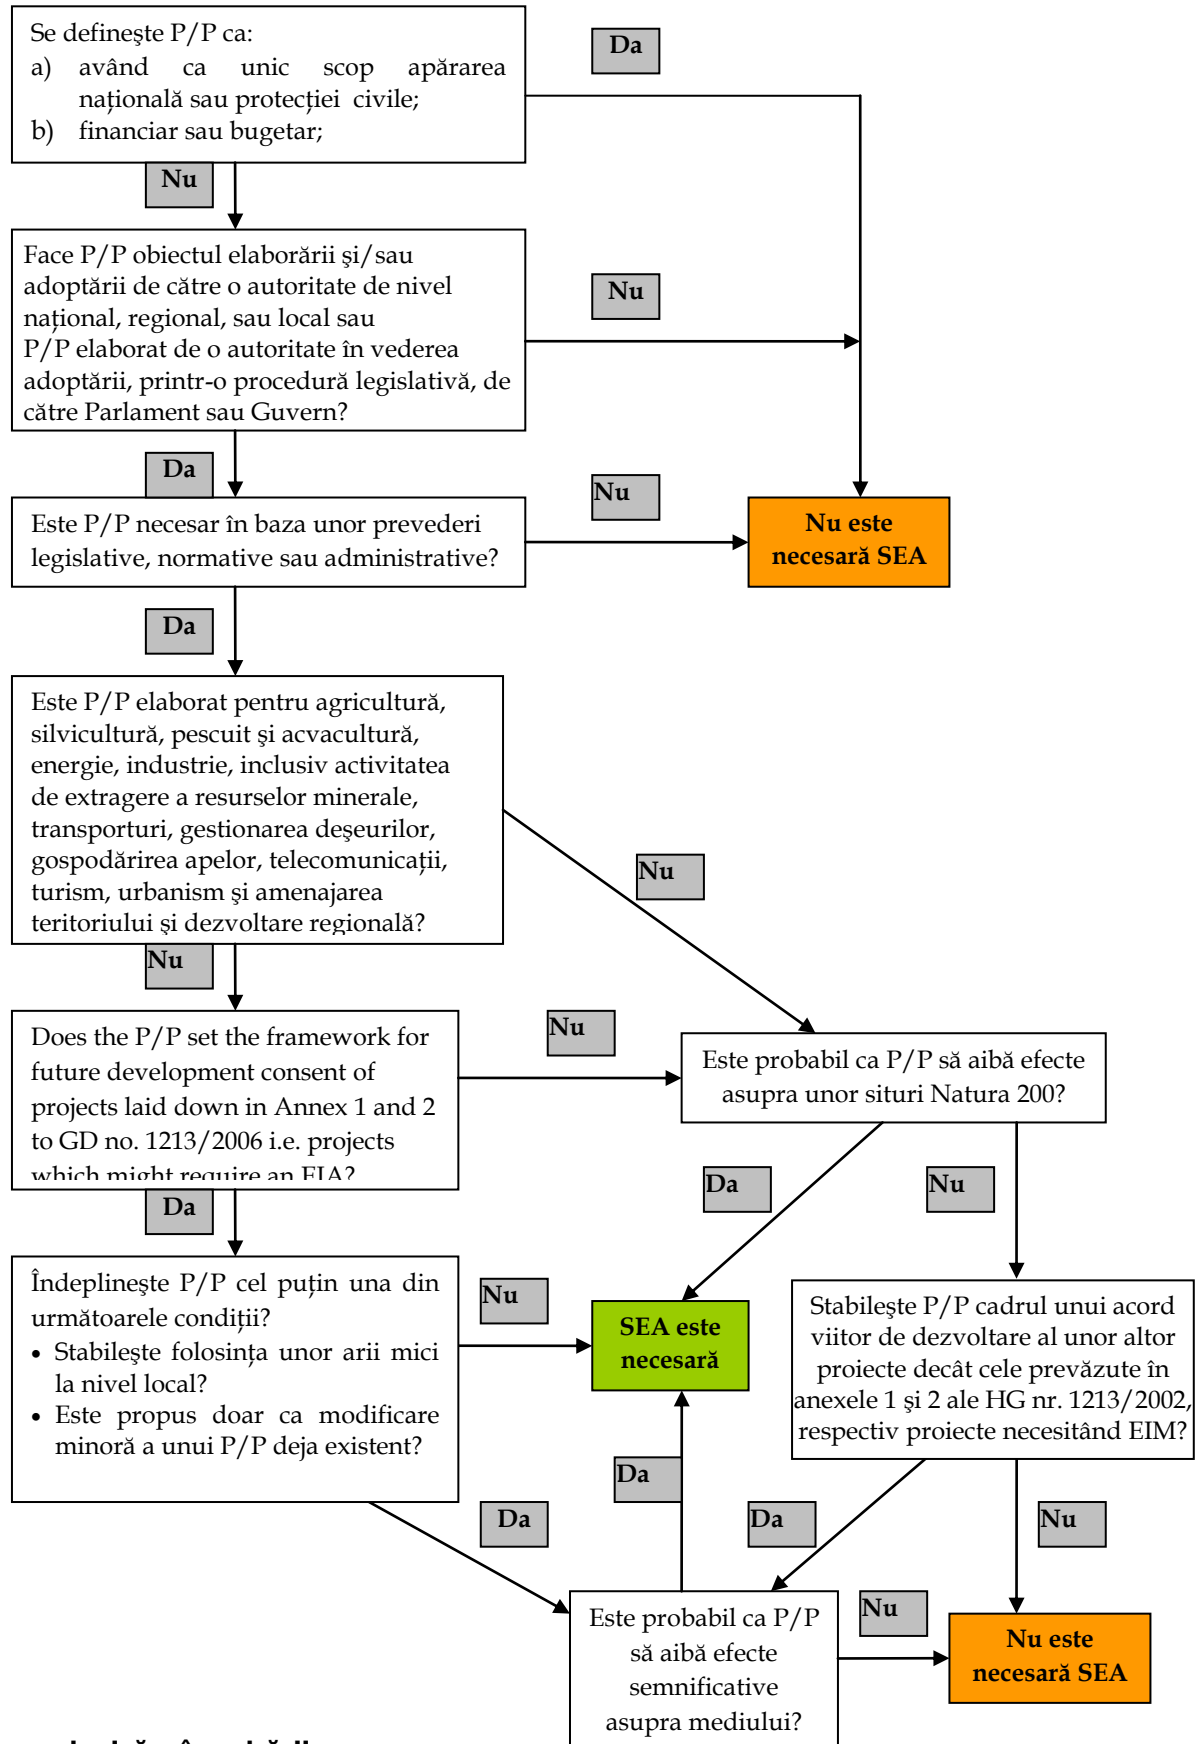 Se defineşte P/P ca:
a) având ca unic scop apărarea
naţională sau protecţiei civile;
b) financiar sau bugetar;
Da
Nu
Face P/P obiectul elaborării şi/sau
adoptării de către o autoritate de nivel
naţional, regional, sau local sau
P/P elaborat de o autoritate în vederea
adoptării, printr-o procedură legislativă, de
către Parlament sau Guvern?
Nu
Da
Este P/P necesar în baza unor prevederi
legislative, normative sau administrative?
Nu
Nu este
necesară SEA
Da
Este P/P elaborat pentru agricultură,
silvicultură, pescuit şi acvacultură,
energie, industrie, inclusiv activitatea
de extragere a resurselor minerale,
transporturi, gestionarea deşeurilor,
gospodărirea apelor, telecomunicaţii,
turism, urbanism şi amenajarea
teritoriului şi dezvoltare regională?
Nu
Nu
Does the P/P set the framework for
future development consent of
projects laid down in Annex 1 and 2
to GD no. 1213/2006 i.e. projects
which might require an EIA?
Nu
Este probabil ca P/P să aibă efecte
asupra unor situri Natura 200?
Da
Da
Nu
Îndeplineşte P/P cel puţin una din
următoarele condiţii?
• Stabileşte folosinţa unor arii mici
la nivel local?
• Este propus doar ca modificare
minoră a unui P/P deja existent?
Nu
SEA este
necesară
Stabileşte P/P cadrul unui acord
viitor de dezvoltare al unor altor
proiecte decât cele prevăzute în
anexele 1 şi 2 ale HG nr. 1213/2002,
respectiv proiecte necesitând EIM?
Da
Da
Da
Nu
Este probabil ca P/P
să aibă efecte
semnificative
asupra mediului?
Nu
Nu este
necesară SEA